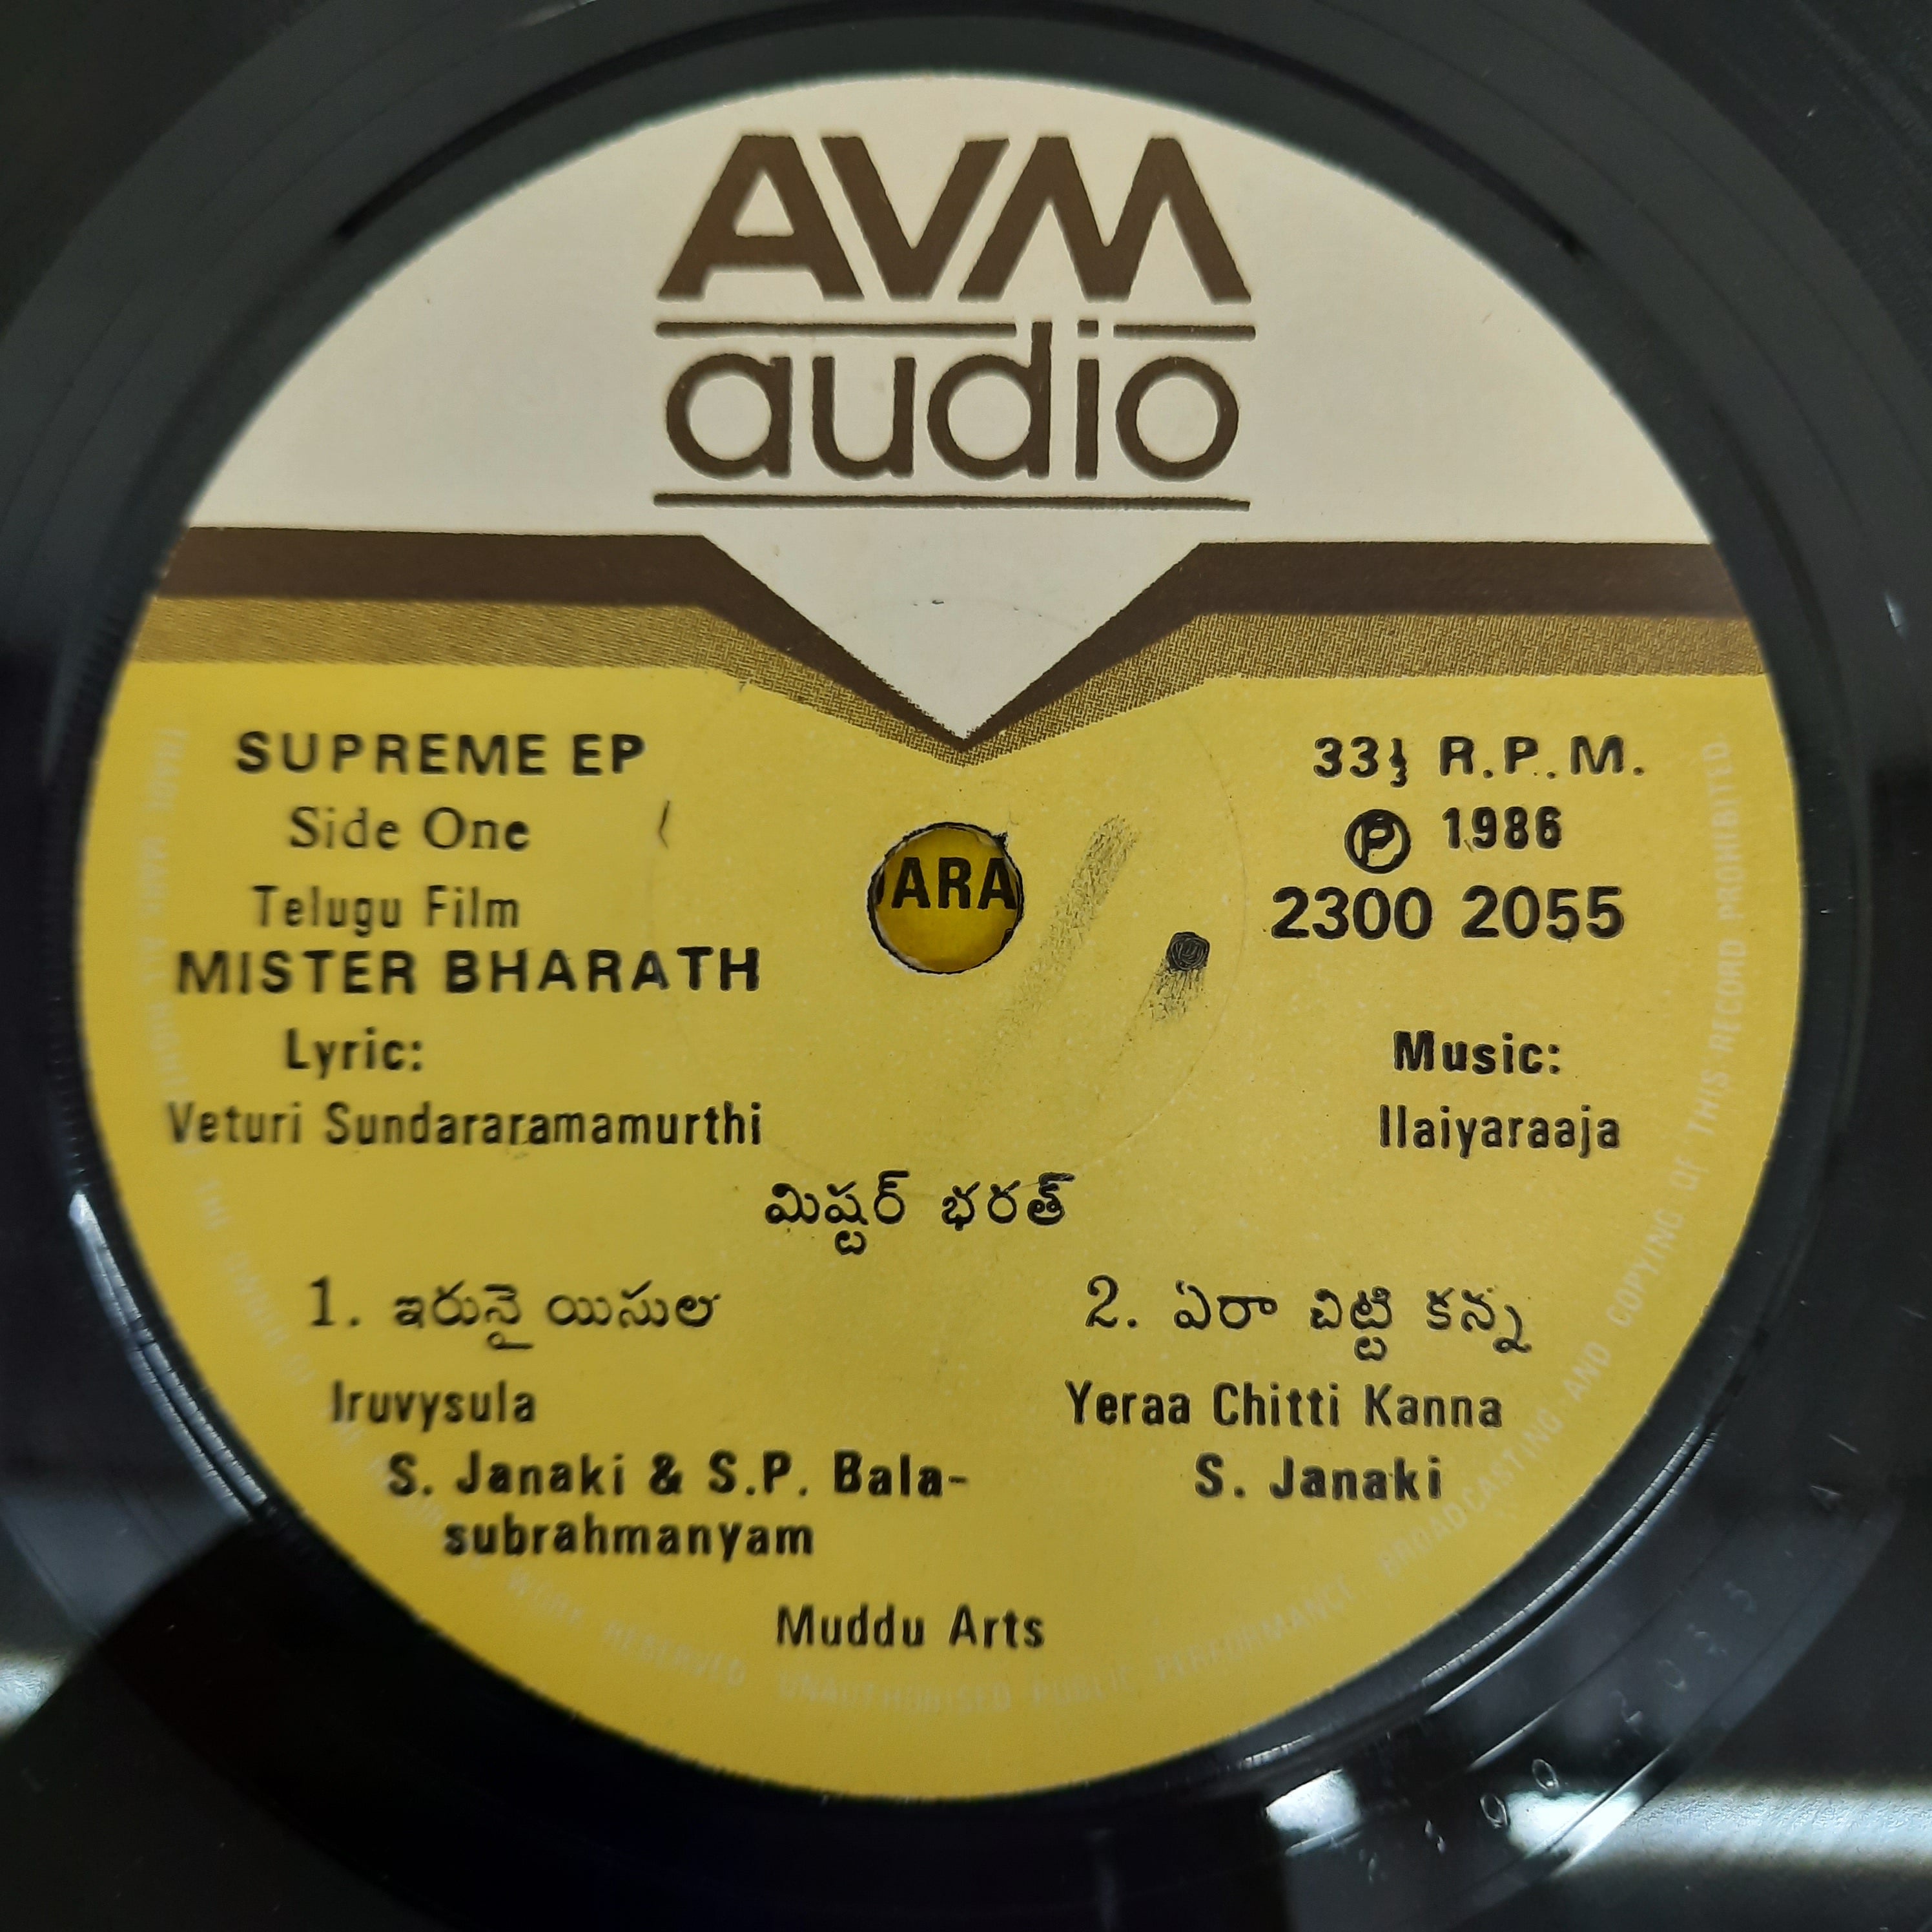 AVM
audio
SUPREME EP
33⅓ R.P.M.
Side One
Ⓟ 1986
Telugu Film
2300 2055
MISTER BHARATH
ARA
Lyric:
Music:
Veturi Sundararamamurthi
Ilaiyaraaja
మిష్టర్ భరత్
1. ఇరునై యిసుల
2. ఏరా చిట్టి కన్న
Iruvysula
Yeraa Chitti Kanna
S. Janaki & S.P. Bala-
S. Janaki
subrahmanyam
Muddu Arts
WORK RESERVED UNAUTHORISED PUBLIC PERFORMANCE BROADCASTING AND COPYING OF THIS RECORD PROHIBITED